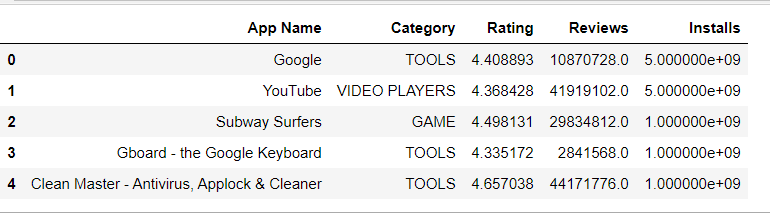 App Name Category Rating Reviews Installs
0 Google TOOLS 4.408893 10870728.0 5.000000e+09
1 YouTube VIDEO PLAYERS 4.368428 41919102.0 5.000000e+09
2 Subway Surfers GAME 4.498131 29834812.0 1.000000e+09
3 Gboard - the Google Keyboard TOOLS 4.335172 2841568.0 1.000000e+09
4 Clean Master - Antivirus, Applock & Cleaner TOOLS 4.657038 44171776.0 1.000000e+09